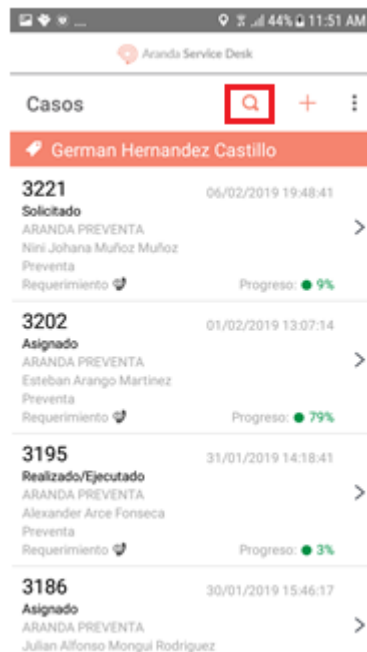 44% 11:51 AM
Aranda Service Desk
Casos
German Hernandez Castillo
3221 06/02/2019 19:48:41
Solicitado
ARANDA PREVENTA
Nini Johana Muñoz Muñoz
Preventa
Requerimiento Progreso: 9%
3202 01/02/2019 13:07:14
Asignado
ARANDA PREVENTA
Esteban Arango Martinez
Preventa
Requerimiento Progreso: 79%
3195 31/01/2019 14:18:41
Realizado/Ejecutado
ARANDA PREVENTA
Alexander Arce Fonseca
Preventa
Requerimiento Progreso: 3%
3186 30/01/2019 15:46:17
Asignado
ARANDA PREVENTA
Julian Alfonso Mongui Rodriguez